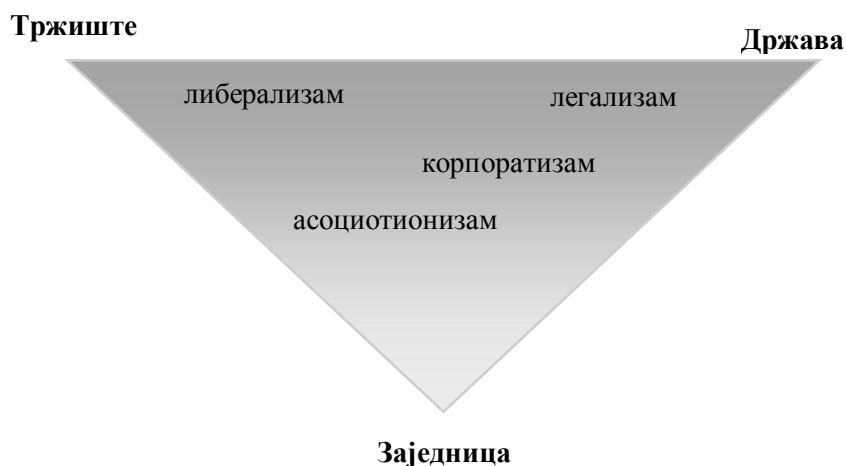 Тржиште
Држава
либерализам
легализам
корпоратизам
асоциотионизам
Заједница